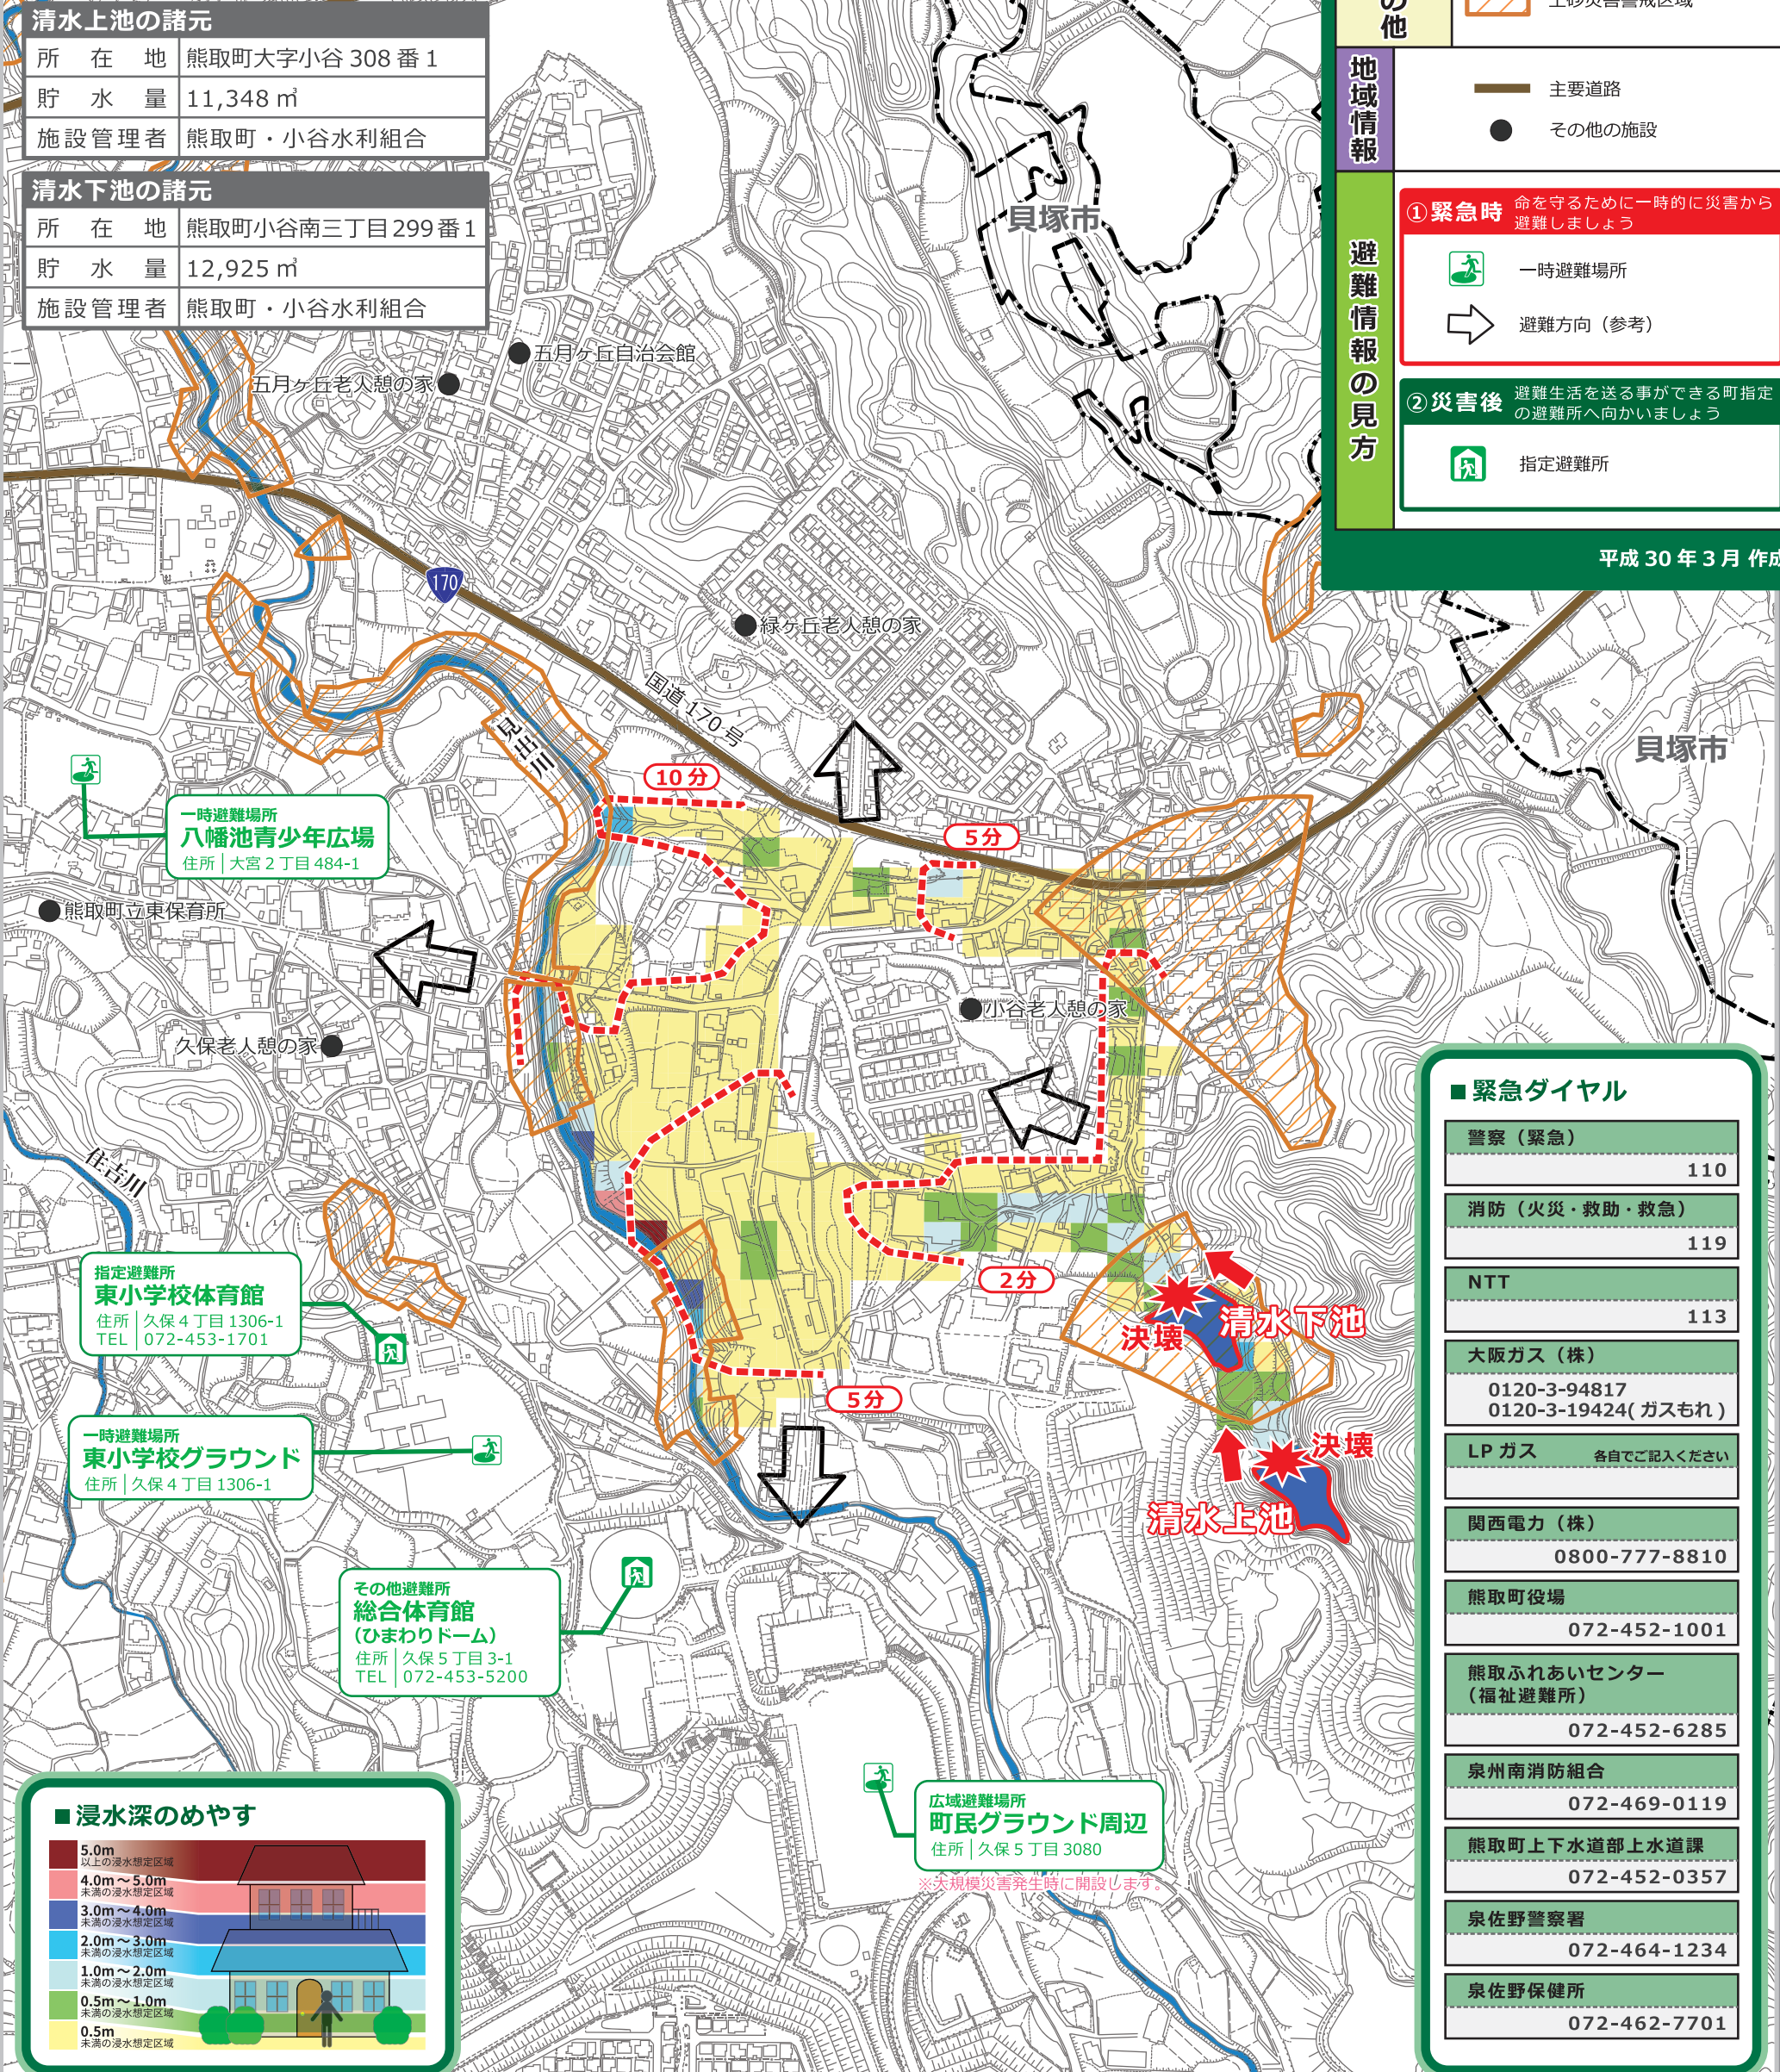 清水上池の諸元
所在地 熊取町大字小谷 308 番 1
貯水量 11,348 ㎥
施設管理者 熊取町・小谷水利組合
清水下池の諸元
所在地 熊取町小谷南三丁目 299 番 1
貯水量 12,925 ㎥
施設管理者 熊取町・小谷水利組合
の他
土砂災害警戒区域
地域情報
主要道路
その他の施設
避難情報の見方
①緊急時 命を守るために一時的に災害から
避難しましょう
一時避難場所
避難方向（参考）
②災害後 避難生活を送る事ができる町指定
の避難所へ向かいましょう
指定避難所
平成 30 年 3 月 作成
貝塚市
五月ヶ丘自治会館
五月ヶ丘老人憩の家
170
緑ヶ丘老人憩の家
国道 170 号
見出川
貝塚市
10 分
5 分
一時避難場所
八幡池青少年広場
住所 大宮 2 丁目 484-1
熊取町立東保育所
小谷老人憩の家
久保老人憩の家
住吉川
2 分
指定避難所
東小学校体育館
住所 久保 4 丁目 1306-1
TEL 072-453-1701
決壊
清水下池
5 分
一時避難場所
東小学校グラウンド
住所 久保 4 丁目 1306-1
決壊
清水上池
その他避難所
総合体育館
（ひまわりドーム）
住所 久保 5 丁目 3-1
TEL 072-453-5200
広域避難場所
町民グラウンド周辺
住所 久保 5 丁目 3080
※大規模災害発生時に開設します。
■浸水深のめやす
5.0m
以上の浸水想定区域
4.0m～5.0m
未満の浸水想定区域
3.0m～4.0m
未満の浸水想定区域
2.0m～3.0m
未満の浸水想定区域
1.0m～2.0m
未満の浸水想定区域
0.5m～1.0m
未満の浸水想定区域
0.5m
未満の浸水想定区域
■緊急ダイヤル
警察（緊急）
110
消防（火災・救助・救急）
119
NTT
113
大阪ガス（株）
0120-3-94817
0120-3-19424( ガスもれ )
LP ガス 各自でご記入ください
関西電力（株）
0800-777-8810
熊取町役場
072-452-1001
熊取ふれあいセンター
（福祉避難所）
072-452-6285
泉州南消防組合
072-469-0119
熊取町上下水道部上水道課
072-452-0357
泉佐野警察署
072-464-1234
泉佐野保健所
072-462-7701